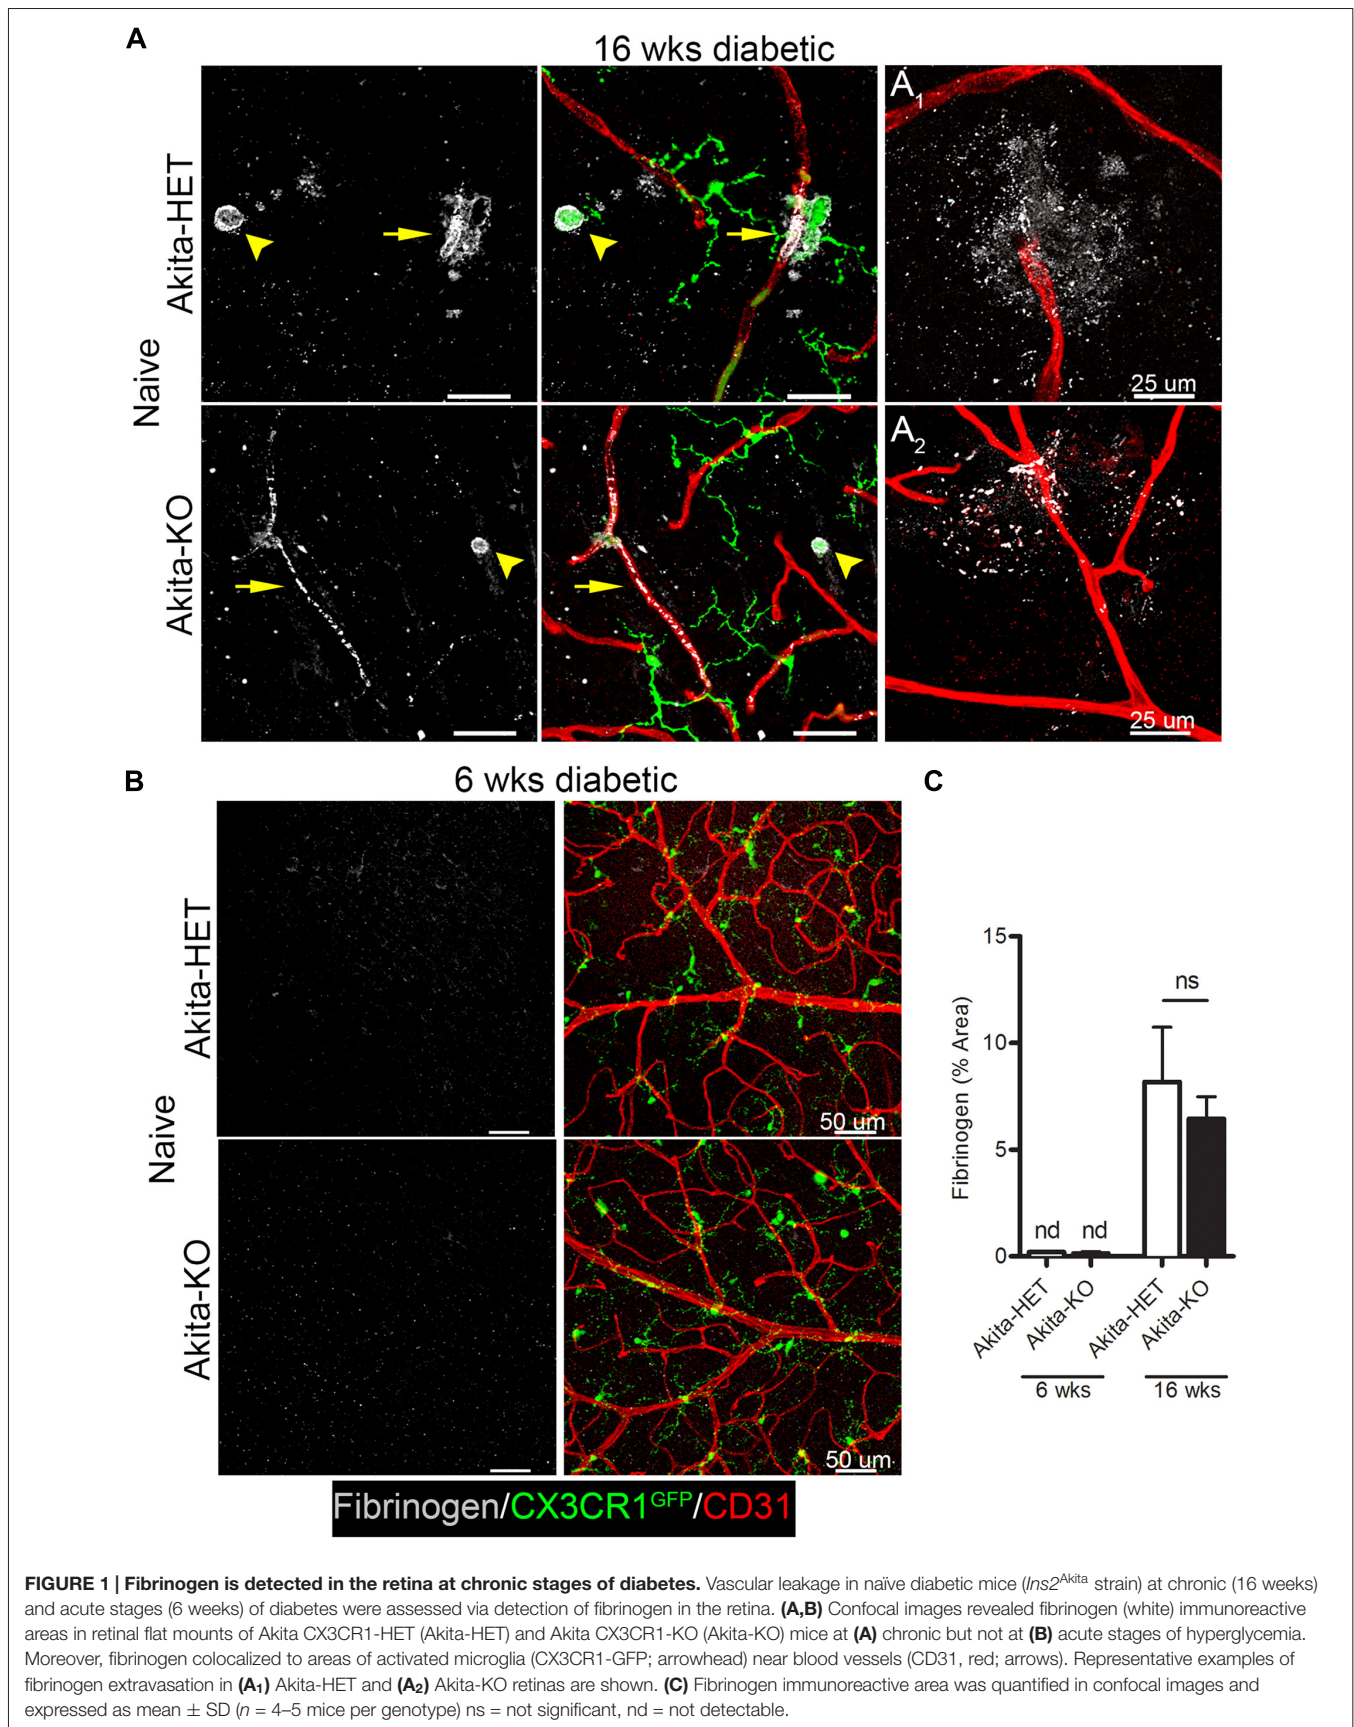 A
16 wks diabetic
Naive
Akita-HET
A1
25 um
Akita-KO
A2
25 um
B
6 wks diabetic
Naive
Akita-HET
50 um
Akita-KO
50 um
Fibrinogen/CX3CR1GFP/CD31
C
Fibrinogen (% Area)
15
10
5
0
nd
nd
ns
Akita-HET
Akita-KO
Akita-HET
Akita-KO
6 wks
16 wks
FIGURE 1 | Fibrinogen is detected in the retina at chronic stages of diabetes. Vascular leakage in naïve diabetic mice (Ins2Akita strain) at chronic (16 weeks)
and acute stages (6 weeks) of diabetes were assessed via detection of fibrinogen in the retina. (A,B) Confocal images revealed fibrinogen (white) immunoreactive
areas in retinal flat mounts of Akita CX3CR1-HET (Akita-HET) and Akita CX3CR1-KO (Akita-KO) mice at (A) chronic but not at (B) acute stages of hyperglycemia.
Moreover, fibrinogen colocalized to areas of activated microglia (CX3CR1-GFP; arrowhead) near blood vessels (CD31, red; arrows). Representative examples of
fibrinogen extravasation in (A1) Akita-HET and (A2) Akita-KO retinas are shown. (C) Fibrinogen immunoreactive area was quantified in confocal images and
expressed as mean ± SD (n = 4–5 mice per genotype) ns = not significant, nd = not detectable.